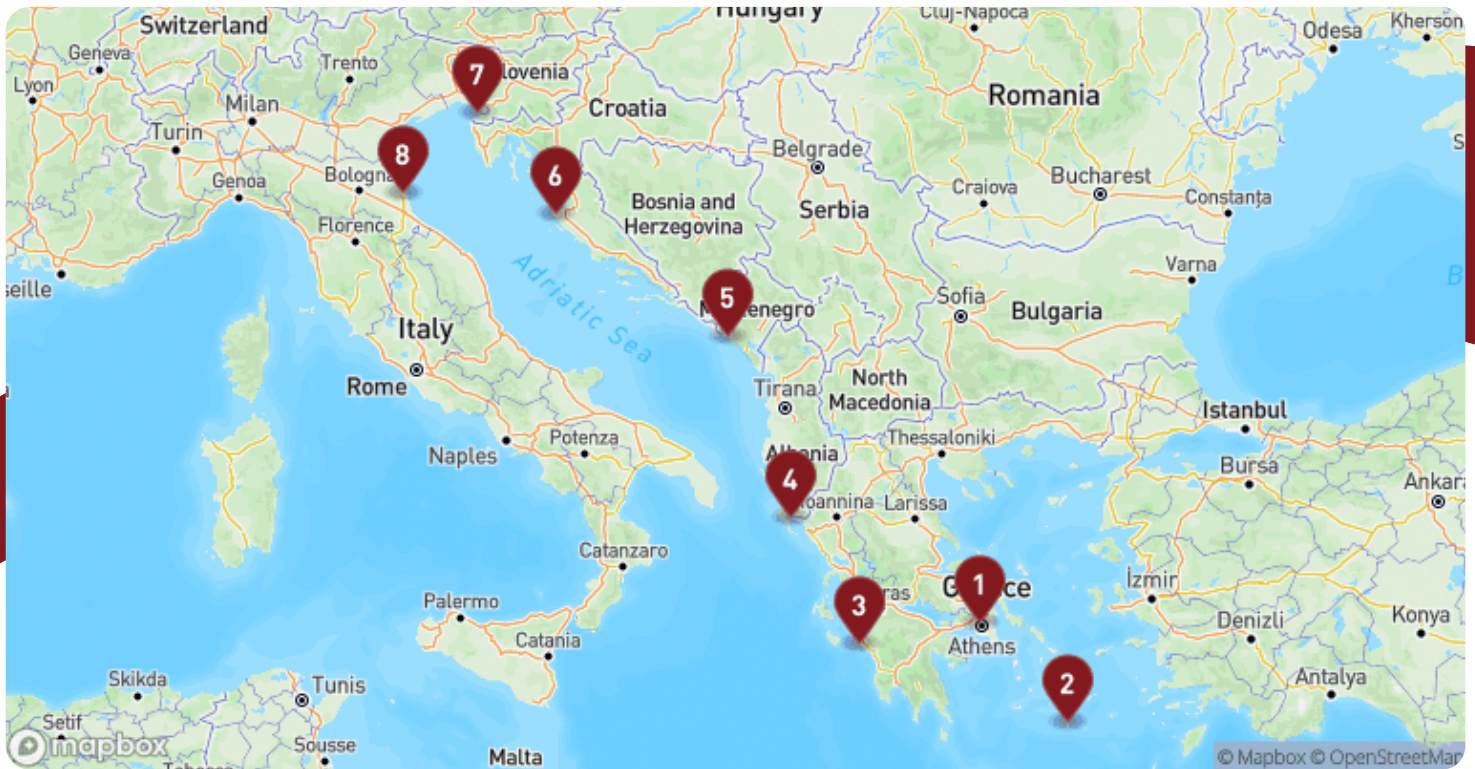 Hungary
Cluj-Napoca
Kherson
Switzerland
Odesa
Geneva
Trento
7
lovenia
Lyon
Milan
Croatia
Romania
Turin
Belgrade
8
Bologna
6
Genoa
Craiova
Bucharest
Constanța
Bosnia and
Herzegovina
Serbia
Florence
Varna
seille
Adriatic Sea
B
5
Sofia
Montenegro
Bulgaria
Italy
Rome
Tirana
North
Macedonia
Istanbul
Naples
Potenza
Thessaloniki
Albania
Bursa
4
Ankara
Ioannina
Larissa
Catanzaro
İzmir
1
Greece
3
ras
Palermo
Konya
Denizli
Catania
Athens
Skikda
Tunis
2
Antalya
Setif
mapbox
Sousse
Malta
© Mapbox © OpenStreetMap